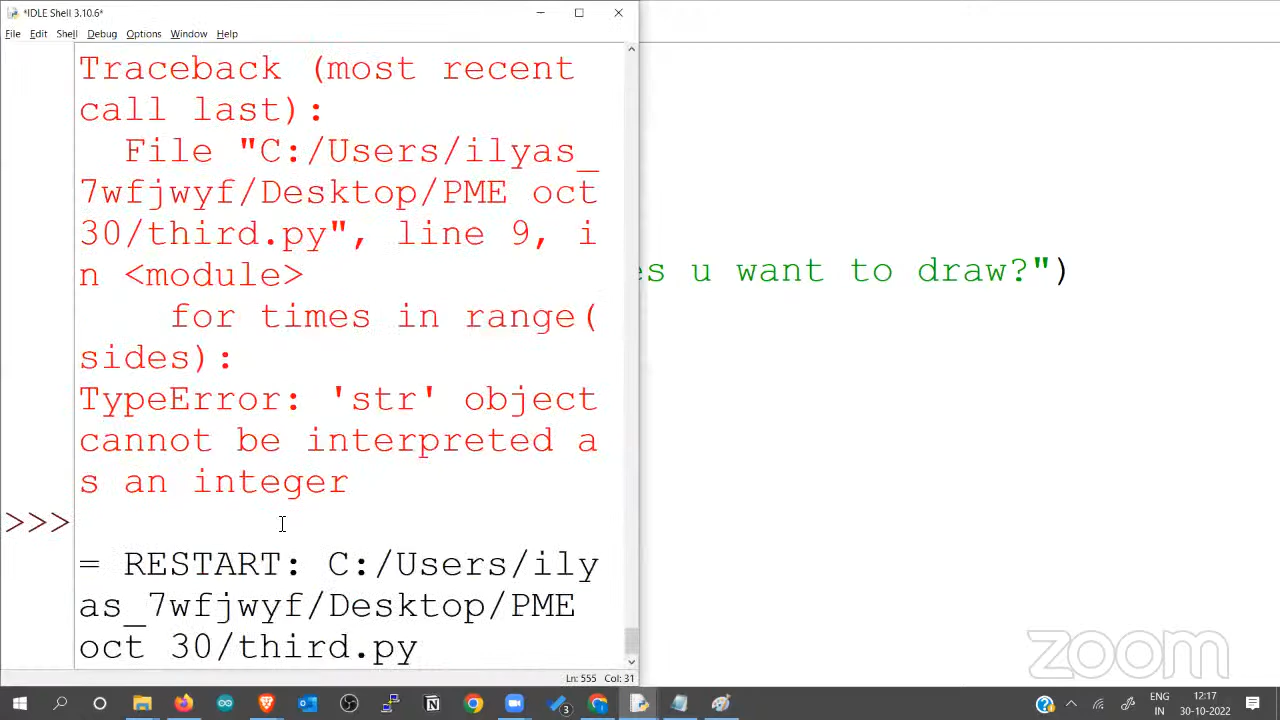 *IDLE Shell 3.10.6*
File Edit Shell Debug Options Window Help
Traceback (most recent
call last):
  File "C:/Users/ilyas_
7wfjwyf/Desktop/PME oct
30/third.py", line 9, i
n <module>
    for times in range(
sides):
TypeError: 'str' object
cannot be interpreted a
s an integer
>>>
= RESTART: C:/Users/ily
as_7wfjwyf/Desktop/PME
oct 30/third.py
es u want to draw?")
Ln: 555 Col: 31
zoom
3
ENG
IN
12:17
30-10-2022